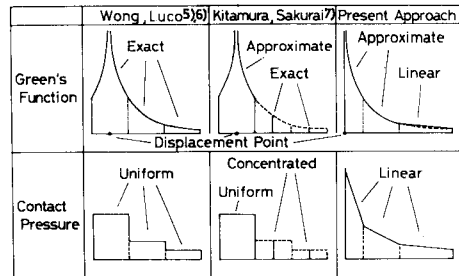 Wong, Luco5)6)
Kitamura, Sakurai7)
Present Approach
Green's
Function
Exact
Approximate
Exact
Approximate
Linear
Displacement Point
Contact
Pressure
Uniform
Concentrated
Uniform
Linear